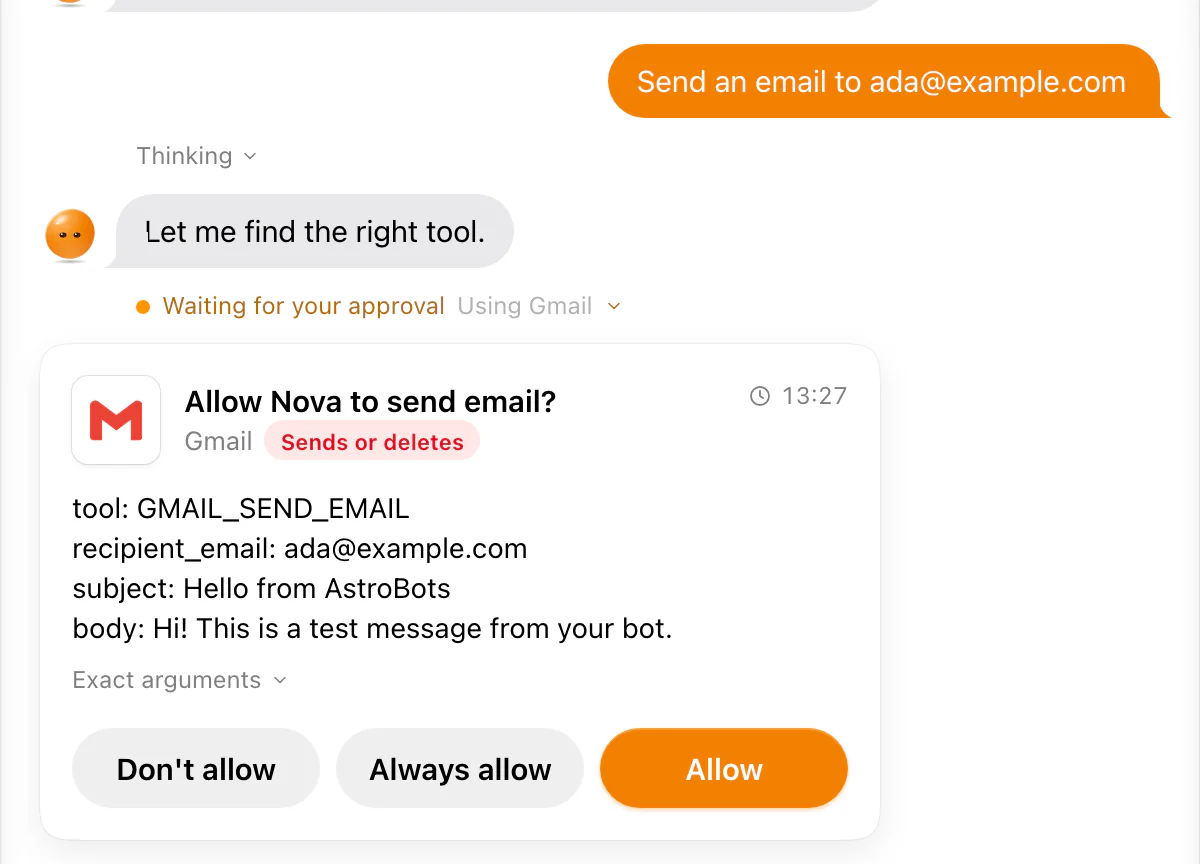 Send an email to ada@example.com
Thinking
Let me find the right tool.
Waiting for your approval Using Gmail
Allow Nova to send email?
13:27
Gmail Sends or deletes
tool: GMAIL_SEND_EMAIL
recipient_email: ada@example.com
subject: Hello from AstroBots
body: Hi! This is a test message from your bot.
Exact arguments
Don't allow
Always allow
Allow